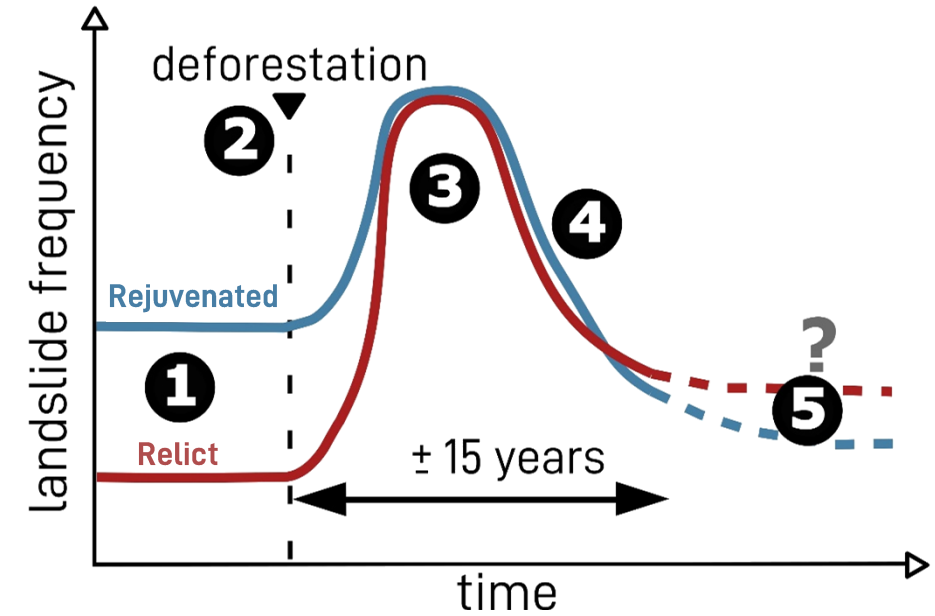 deforestation
2
3
4
Rejuvenated
?
1
5
Relict
± 15 years
landslide frequency
time